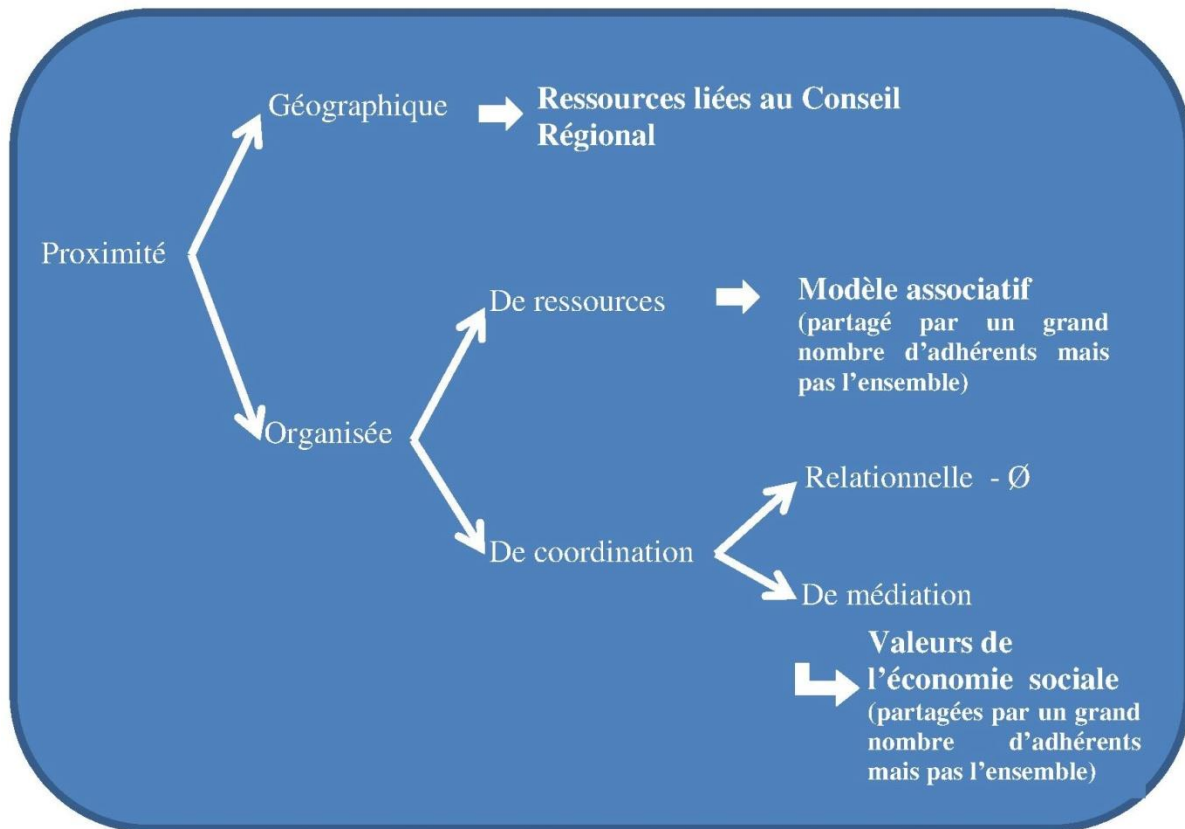 Géographique
Ressources liées au Conseil
Régional
Proximité
De ressources
Modèle associatif
(partagé par un grand
nombre d'adhérents mais
pas l'ensemble)
Organisée
Relationnelle - Ø
De coordination
De médiation
Valeurs de
l'économie sociale
(partagées par un grand
nombre d'adhérents
mais pas l'ensemble)